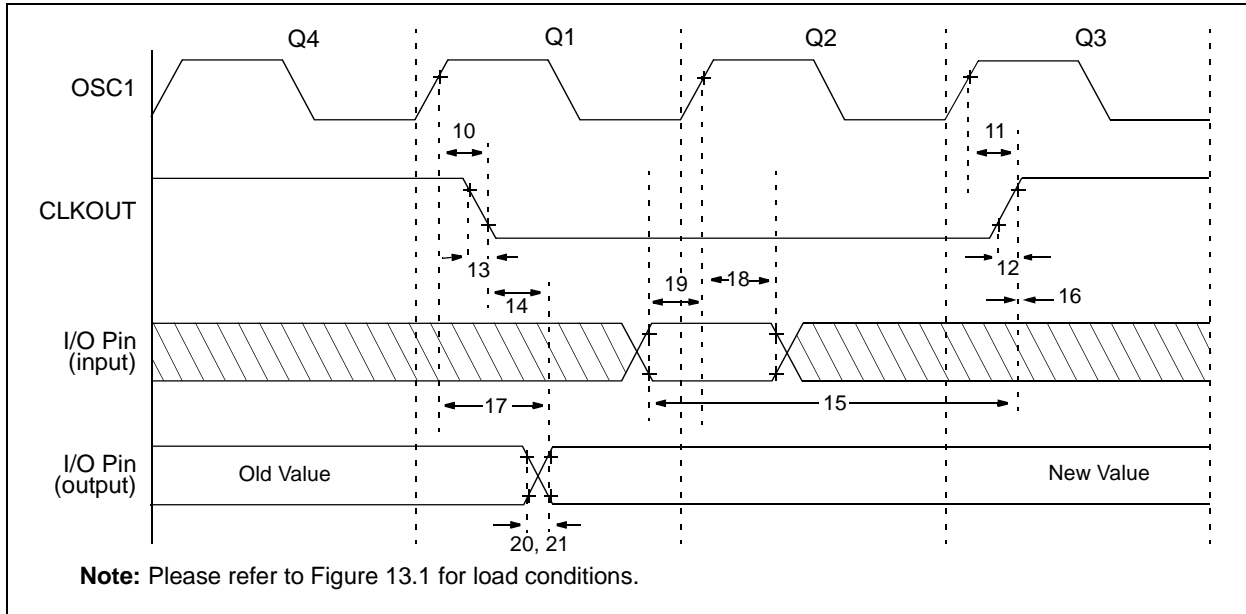 Q4 Q1 Q2 Q3
OSC1
10 11
CLKOUT
13 12
19 18
14 16
I/O Pin
(input)
17 15
I/O Pin
(output)
Old Value New Value
20, 21
Note: Please refer to Figure 13.1 for load conditions.